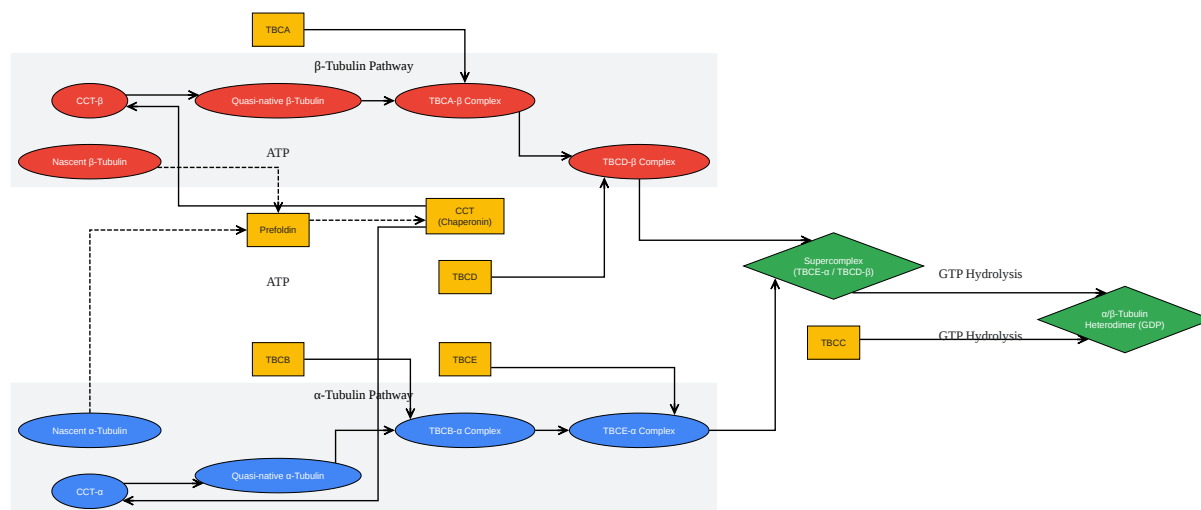 TBCA
β-Tubulin Pathway
CCT-β
Quasi-native β-Tubulin
TBCA-β Complex
ATP
Nascent β-Tubulin
TBCD-β Complex
CCT
(Chaperonin)
Prefoldin
Supercomplex
(TBCE-α / TBCD-β)
TBCD
GTP Hydrolysis
ATP
α/β-Tubulin
Heterodimer (GDP)
GTP Hydrolysis
TBCC
TBCB
TBCE
α-Tubulin Pathway
Nascent α-Tubulin
TBCB-α Complex
TBCE-α Complex
Quasi-native α-Tubulin
CCT-α